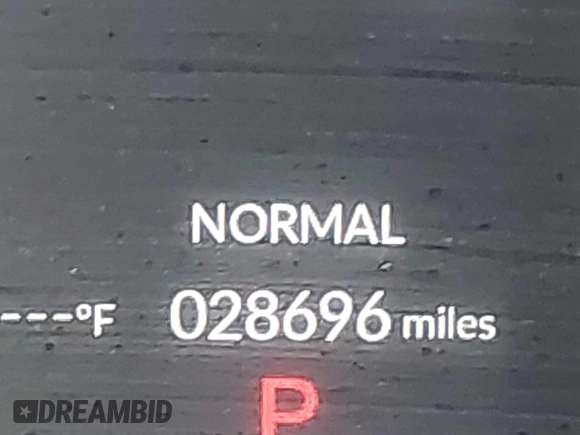 NORMAL
---°F 028696 miles
P
DREAMBID